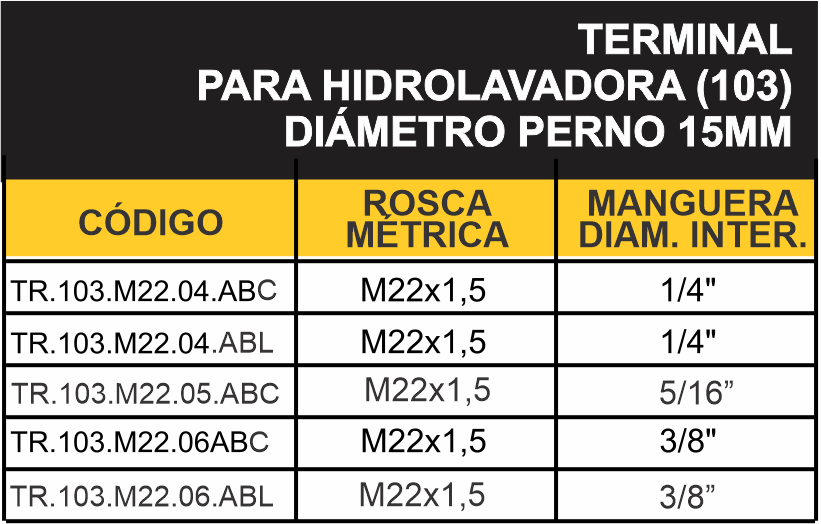 TERMINAL
PARA HIDROLAVADORA (103)
DIÁMETRO PERNO 15MM
CÓDIGO ROSCA MÉTRICA MANGUERA DIAM. INTER.
TR.103.M22.04.ABC M22x1,5 1/4"
TR.103.M22.04.ABL M22x1,5 1/4"
TR.103.M22.05.ABC M22x1,5 5/16”
TR.103.M22.06ABC M22x1,5 3/8"
TR.103.M22.06.ABL M22x1,5 3/8”